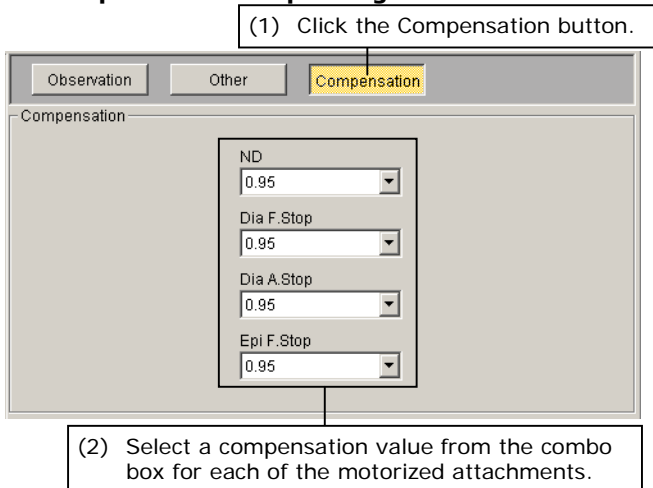 (1) Click the Compensation button.
Observation Other Compensation
Compensation
ND
0.95
Dia F.Stop
0.95
Dia A.Stop
0.95
Epi F.Stop
0.95
(2) Select a compensation value from the combo
box for each of the motorized attachments.